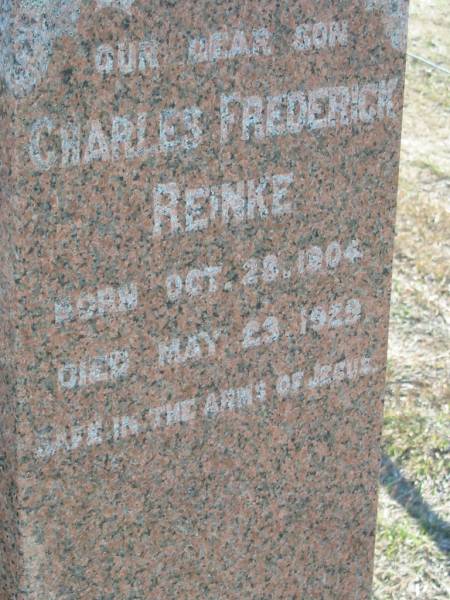 OUR DEAR SON
CHARLES FREDERICK
REINKE
BORN OCT. 28. 1904
DIED MAY 23. 1929
SAFE IN THE ARMS OF JESUS.